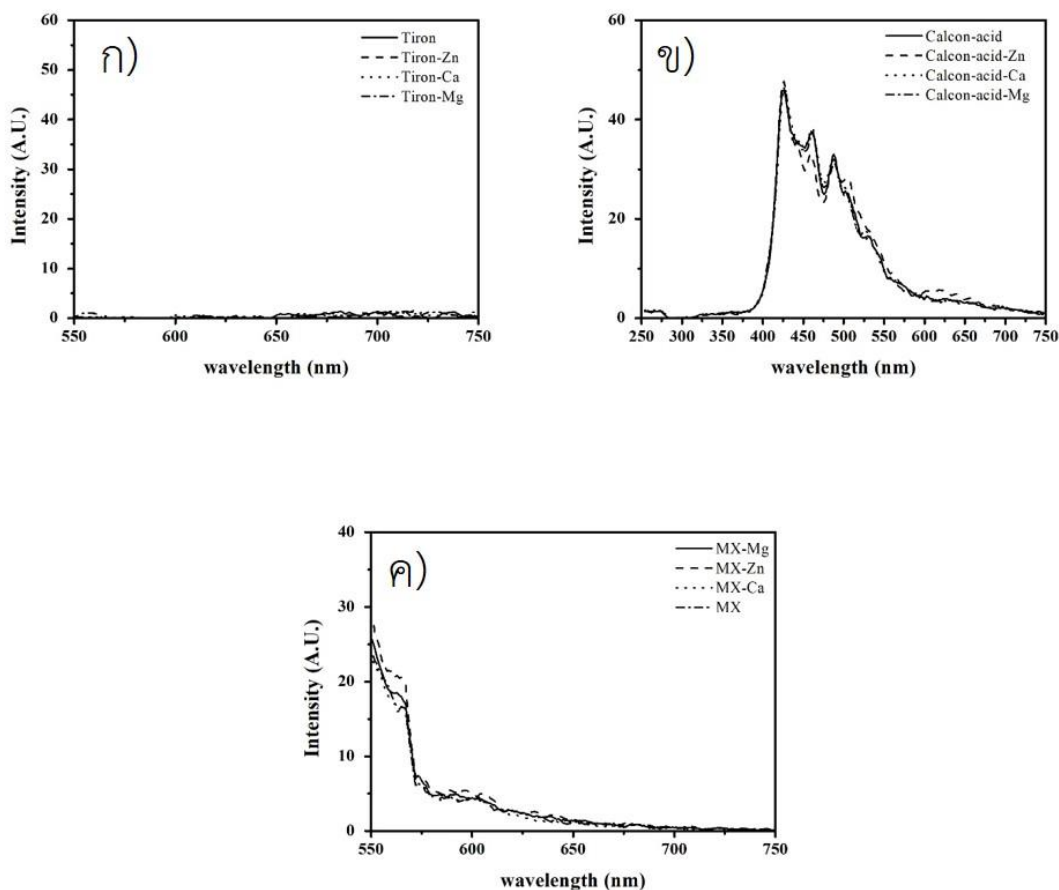 ก)
Tiron
Tiron-Zn
Tiron-Ca
Tiron-Mg
60
50
40
30
20
10
0
Intensity (A.U.)
550 600 650 700 750
wavelength (nm)
ข)
Calcon-acid
Calcon-acid-Zn
Calcon-acid-Ca
Calcon-acid-Mg
60
40
20
0
Intensity (A.U.)
250 300 350 400 450 500 550 600 650 700 750
wavelength (nm)
ค)
MX-Mg
MX-Zn
MX-Ca
MX
40
30
20
10
0
Intensity (A.U.)
550 600 650 700 750
wavelength (nm)